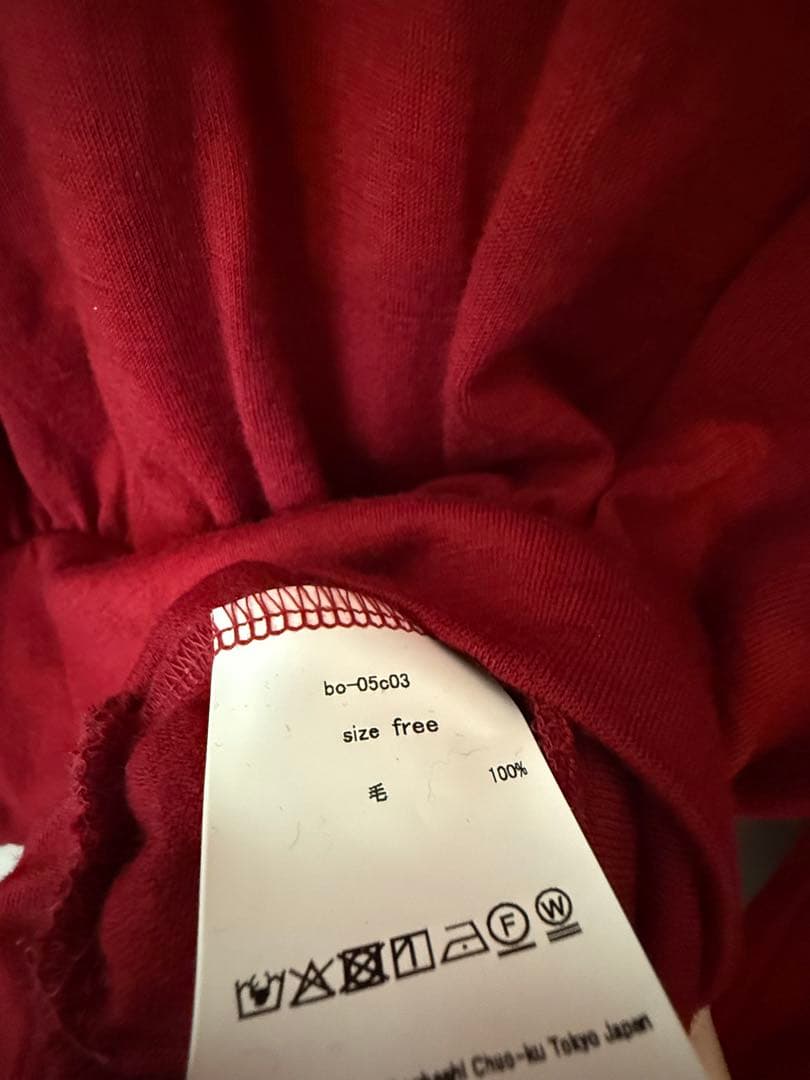 bo-05c03
size free
毛 100%
F W
Chuo-ku Tokyo Japan